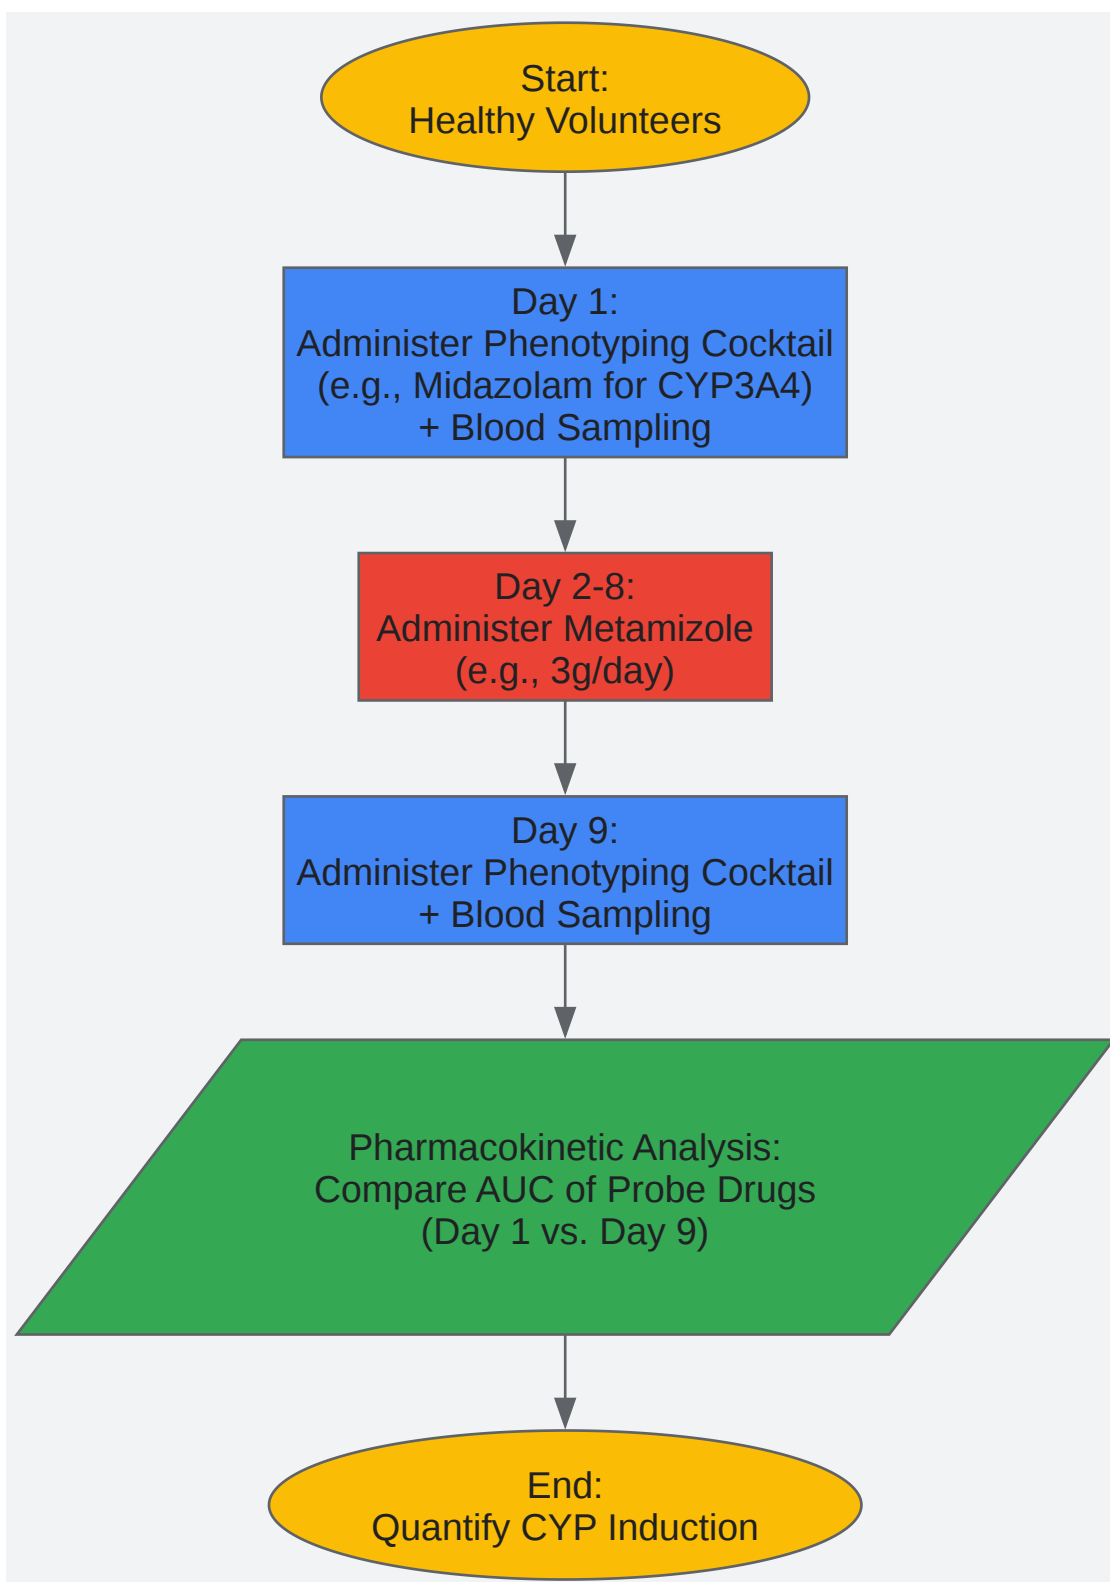 Start:
Healthy Volunteers
Day 1:
Administer Phenotyping Cocktail
(e.g., Midazolam for CYP3A4)
+ Blood Sampling
Day 2-8:
Administer Metamizole
(e.g., 3g/day)
Day 9:
Administer Phenotyping Cocktail
+ Blood Sampling
Pharmacokinetic Analysis:
Compare AUC of Probe Drugs
(Day 1 vs. Day 9)
End:
Quantify CYP Induction